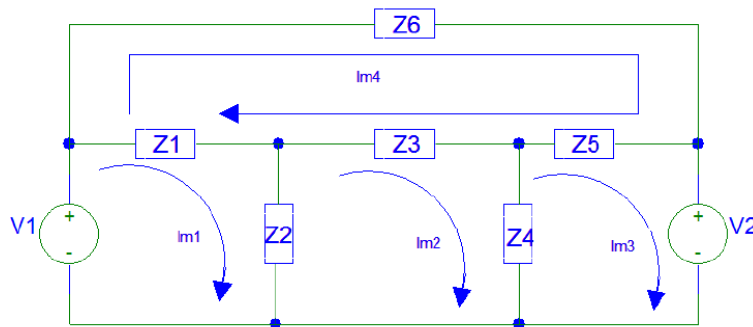 Z6
Im4
Z1 Z3 Z5
V1 + - Z2 Z4 + - V2
Im1 Im2 Im3